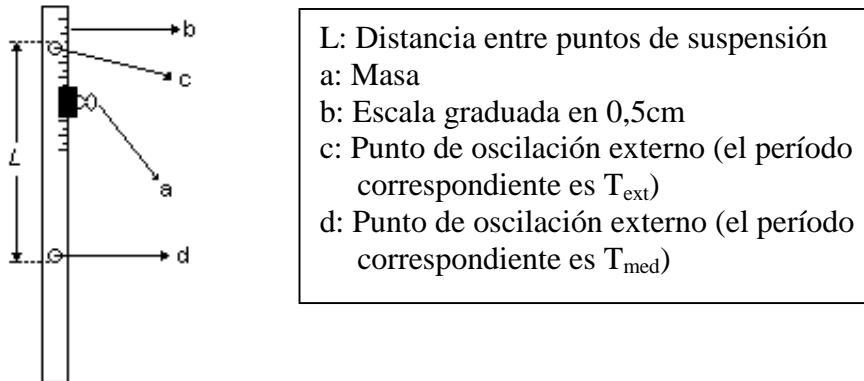 b
c
L
a
d
L: Distancia entre puntos de suspensión
a: Masa
b: Escala graduada en 0,5cm
c: Punto de oscilación externo (el período
correspondiente es Text)
d: Punto de oscilación externo (el período
correspondiente es Tmed)